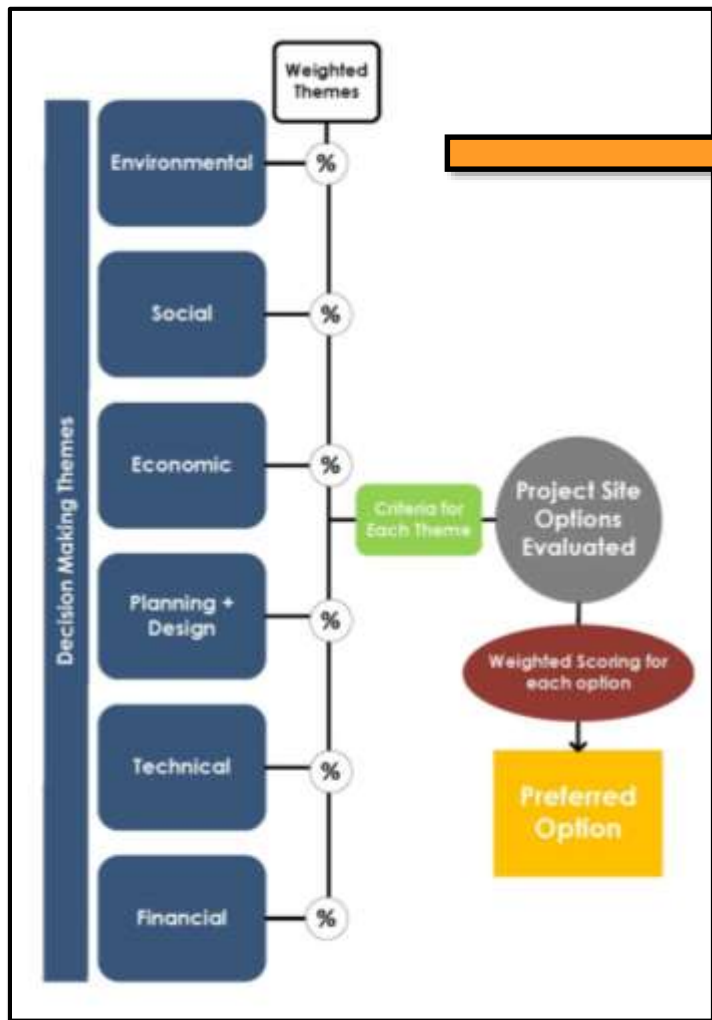 Weighted
Themes
Decision Making Themes
Environmental
%
Social
%
Economic
%
Planning +
Design
%
Technical
%
Financial
%
Criteria for
Each Theme
Project Site
Options
Evaluated
Weighted Scoring for
each option
Preferred
Option